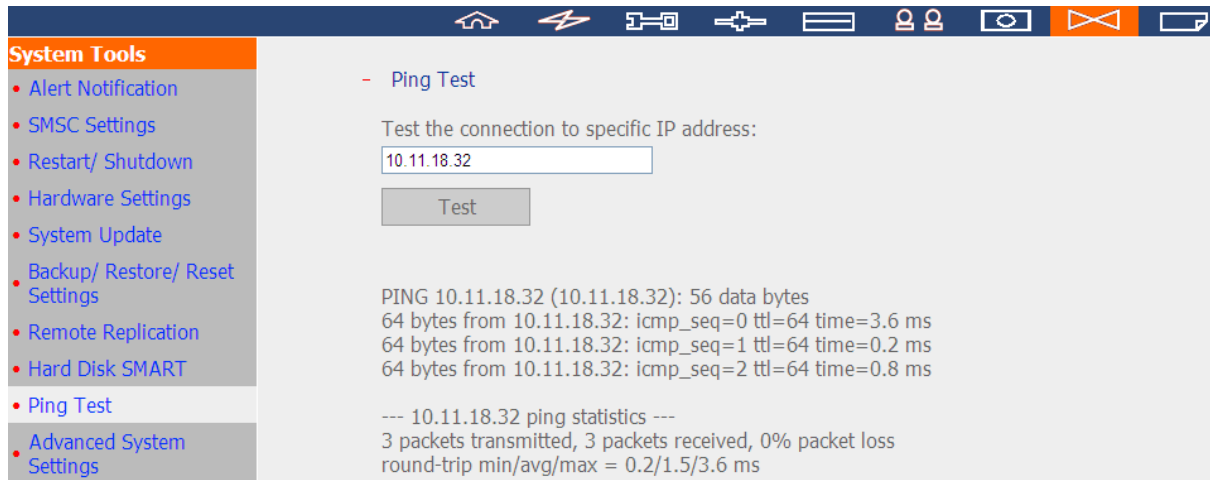 System Tools
• Alert Notification
• SMSC Settings
• Restart/ Shutdown
• Hardware Settings
• System Update
• Backup/ Restore/ Reset
Settings
• Remote Replication
• Hard Disk SMART
• Ping Test
• Advanced System
Settings
- Ping Test
Test the connection to specific IP address:
10.11.18.32
Test
PING 10.11.18.32 (10.11.18.32): 56 data bytes
64 bytes from 10.11.18.32: icmp_seq=0 ttl=64 time=3.6 ms
64 bytes from 10.11.18.32: icmp_seq=1 ttl=64 time=0.2 ms
64 bytes from 10.11.18.32: icmp_seq=2 ttl=64 time=0.8 ms
--- 10.11.18.32 ping statistics ---
3 packets transmitted, 3 packets received, 0% packet loss
round-trip min/avg/max = 0.2/1.5/3.6 ms